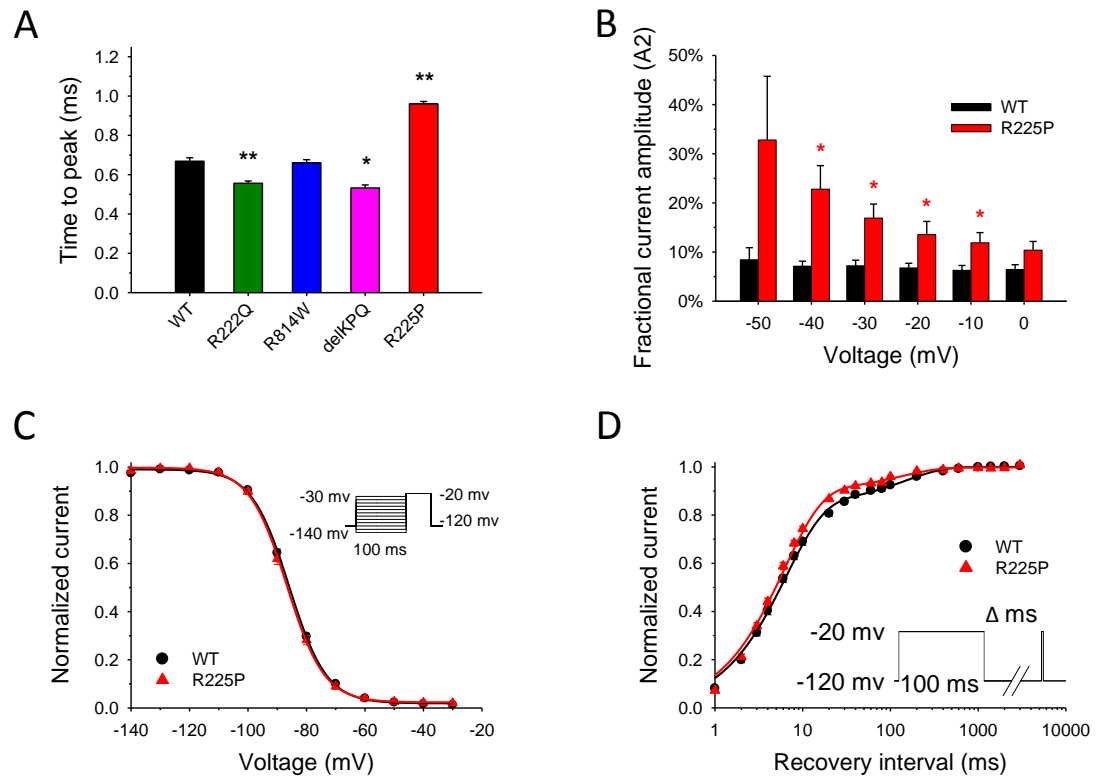 A
Time to peak (ms)
1.2
1.0
0.8
0.6
0.4
0.2
0.0
**
*
**
WT
R222Q
R814W
delKPQ
R225P
B
Fractional current amplitude (A2)
50%
40%
30%
20%
10%
0%
WT
R225P
*
*
*
*
-50
-40
-30
-20
-10
0
Voltage (mV)
C
Normalized current
1.0
0.8
0.6
0.4
0.2
0.0
-30 mv
-20 mv
-140 mv
-120 mv
100 ms
WT
R225P
-140
-120
-100
-80
-60
-40
-20
Voltage (mV)
D
Normalized current
1.0
0.8
0.6
0.4
0.2
0.0
WT
R225P
Δ ms
-20 mv
-120 mv
100 ms
1
10
100
1000
10000
Recovery interval (ms)